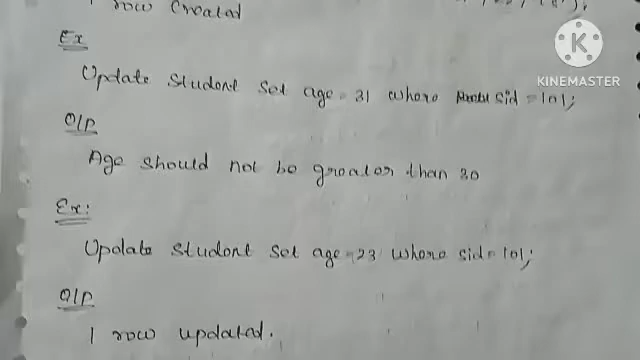 1 row Created
Ex
Update Student Set age = 31 where sid = 101;
O/P
Age should not be greater than 30
Ex:
Update Student Set age = 23 where sid = 101;
O/P
1 row updated.
K
KINEMASTER